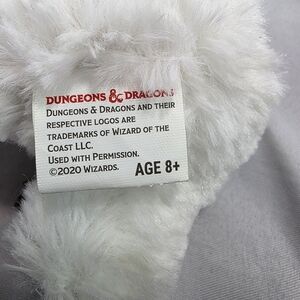 DUNGEONS & DRAGONS
DUNGEONS & DRAGONS AND THEIR
RESPECTIVE LOGOS ARE
TRADEMARKS OF WIZARD OF THE
COAST LLC.
USED WITH PERMISSION.
©2020 WIZARDS. AGE 8+